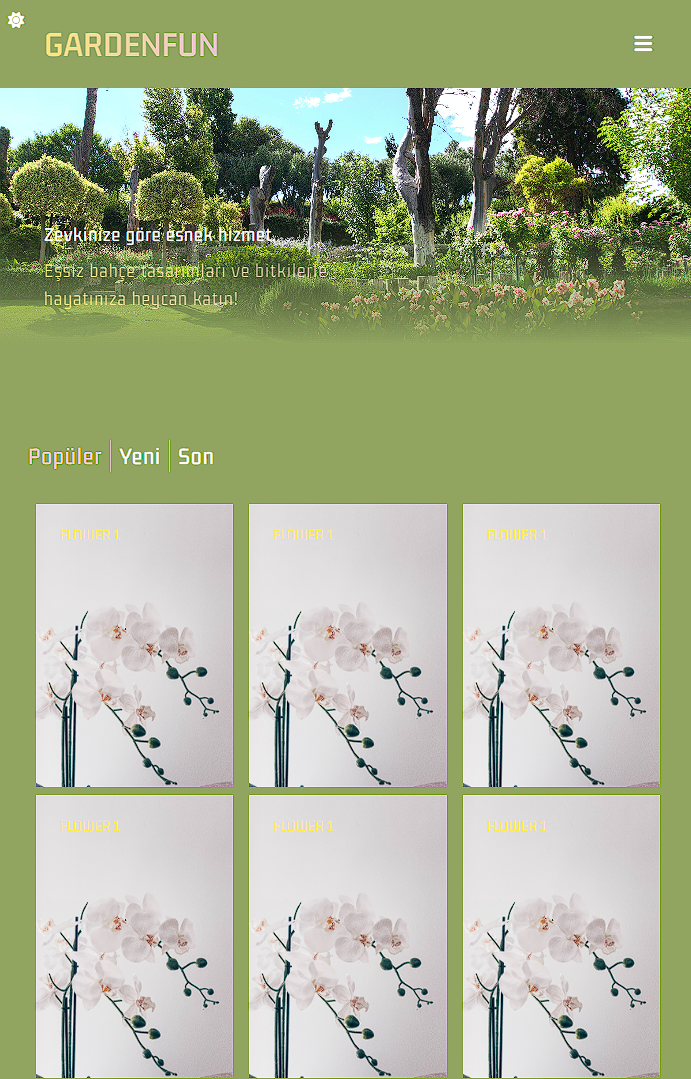 GARDENFUN
Zevkinize göre esnek hizmet
Eşsiz bahçe tasarımları ve bitkilerle
hayatınıza heycan katın!
Popüler Yeni Son
FLOWER 1 FLOWER 1 FLOWER 1
FLOWER 1 FLOWER 1 FLOWER 1